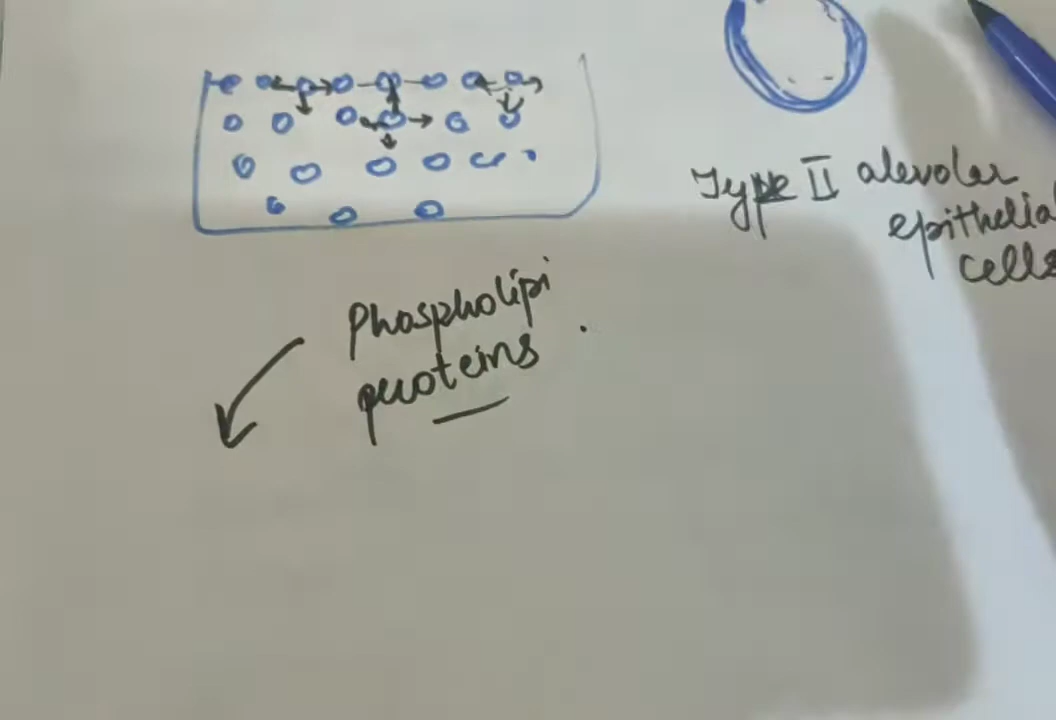 Type II alevolar
epithelial
cells
Phospholipi
proteins